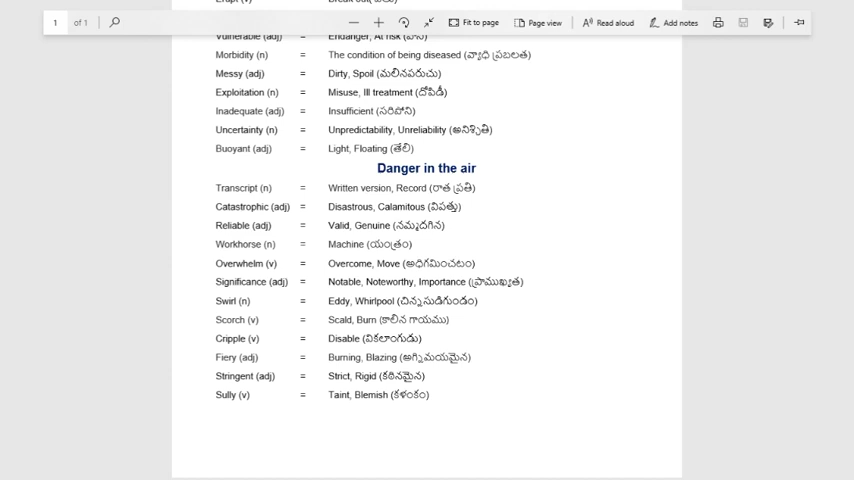 1 of 1 Fit to page Page view Read aloud Add notes
Vulnerable (adj) = Endanger, At risk (హాని)
Morbidity (n) = The condition of being diseased (వ్యాధి ప్రబలత)
Messy (adj) = Dirty, Spoil (మలినపరుచు)
Exploitation (n) = Misuse, Ill treatment (దోపిడీ)
Inadequate (adj) = Insufficient (సరిపోని)
Uncertainty (n) = Unpredictability, Unreliability (అనిశ్చితి)
Buoyant (adj) = Light, Floating (తేలి)
Danger in the air
Transcript (n) = Written version, Record (రాత ప్రతి)
Catastrophic (adj) = Disastrous, Calamitous (విపత్తు)
Reliable (adj) = Valid, Genuine (నమ్మదగిన)
Workhorse (n) = Machine (యంత్రం)
Overwhelm (v) = Overcome, Move (అధిగమించటం)
Significance (adj) = Notable, Noteworthy, Importance (ప్రాముఖ్యత)
Swirl (n) = Eddy, Whirlpool (చిన్నసుడిగుండం)
Scorch (v) = Scald, Burn (కాలిన గాయము)
Cripple (v) = Disable (వికలాంగుడు)
Fiery (adj) = Burning, Blazing (అగ్నిమయమైన)
Stringent (adj) = Strict, Rigid (కఠినమైన)
Sully (v) = Taint, Blemish (కళంకం)